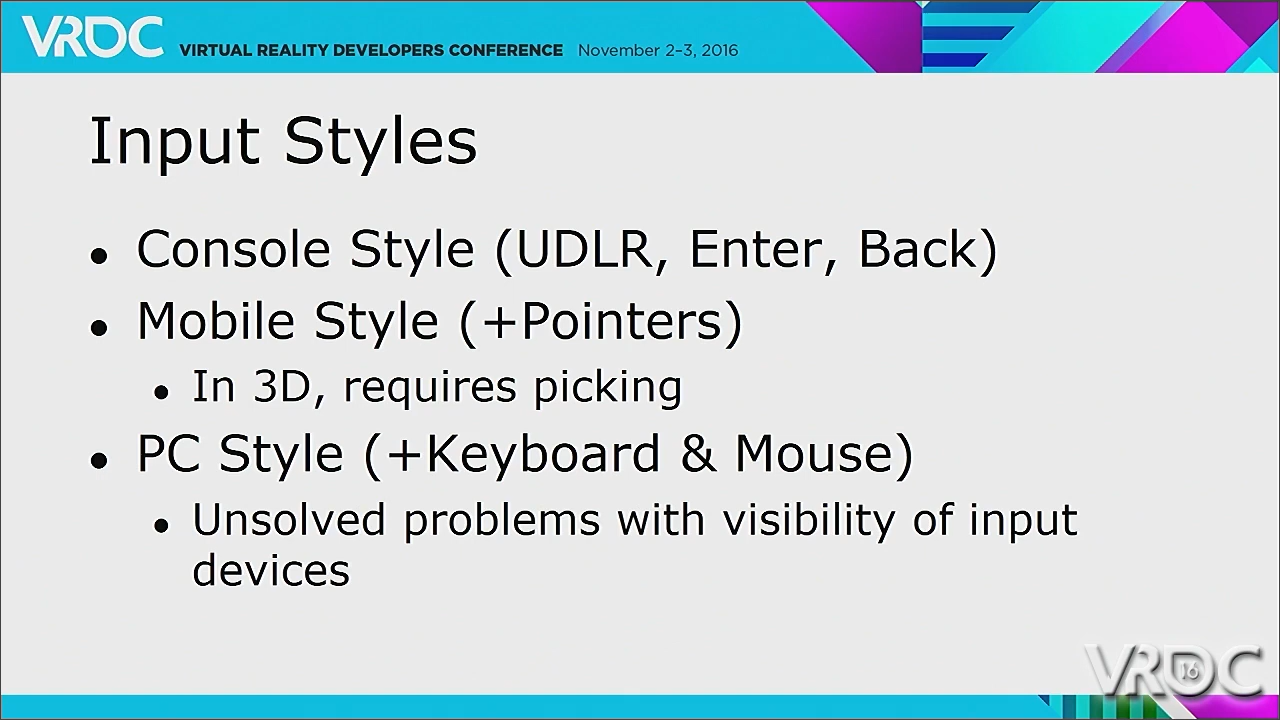 VRDC VIRTUAL REALITY DEVELOPERS CONFERENCE November 2–3, 2016
Input Styles
• Console Style (UDLR, Enter, Back)
• Mobile Style (+Pointers)
• In 3D, requires picking
• PC Style (+Keyboard & Mouse)
• Unsolved problems with visibility of input
devices
VRDC 16